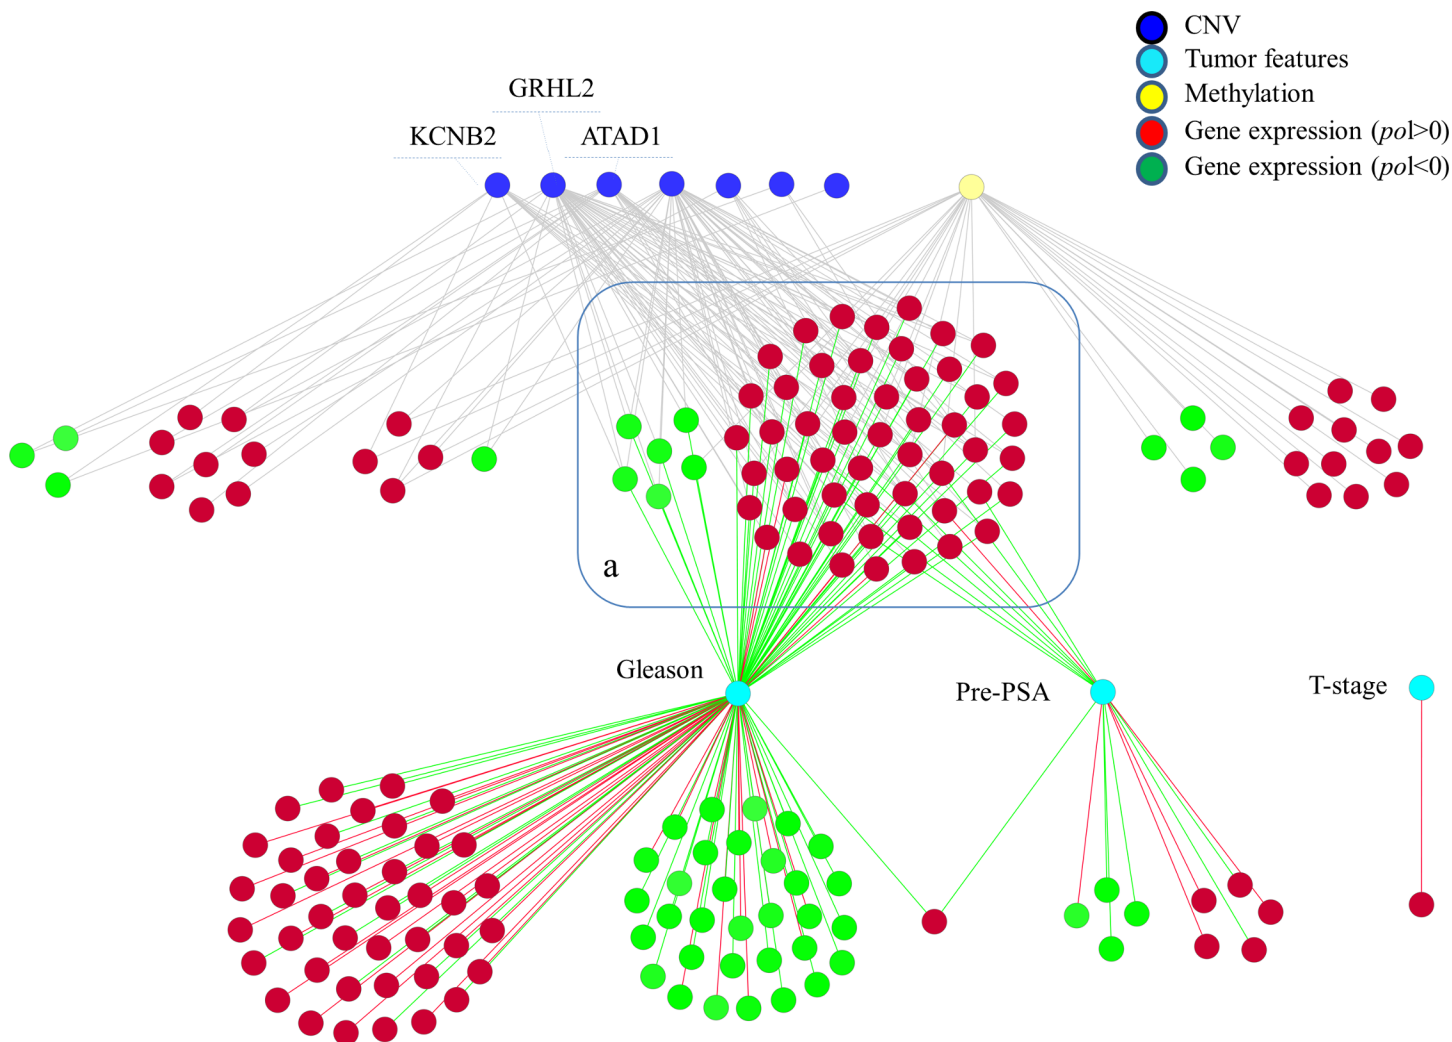 CNV
Tumor features
Methylation
Gene expression (pol>0)
Gene expression (pol<0)
GRHL2
KCNB2
ATAD1
a
Gleason
Pre-PSA
T-stage